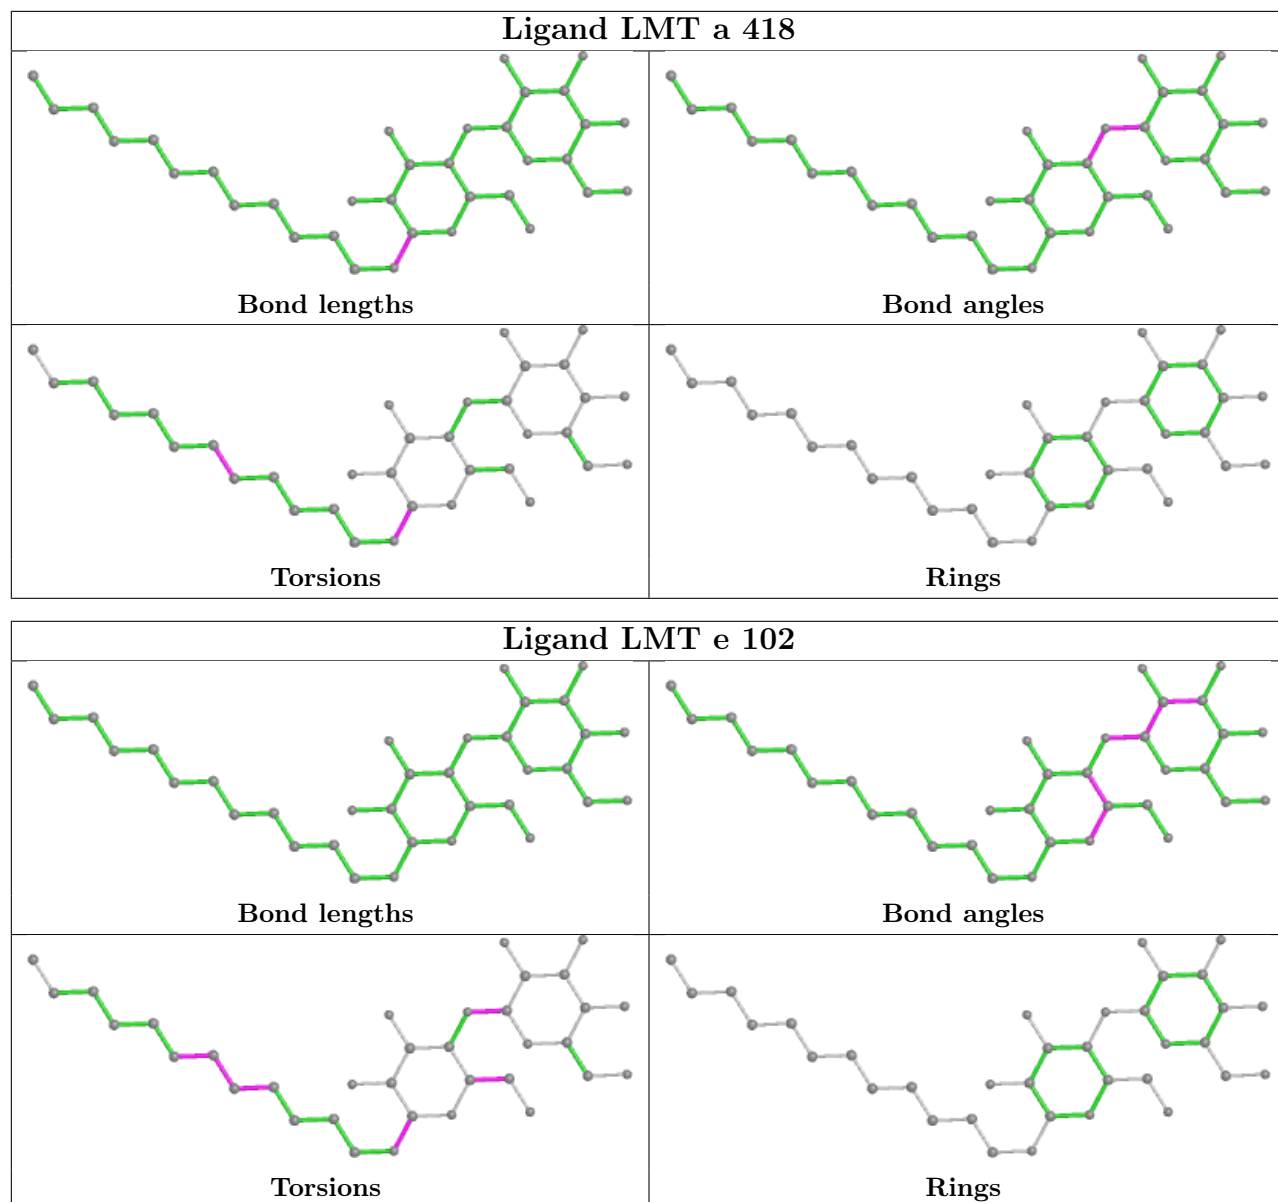 Ligand LMT a 418
Bond lengths
Bond angles
Torsions
Rings
Ligand LMT e 102
Bond lengths
Bond angles
Torsions
Rings